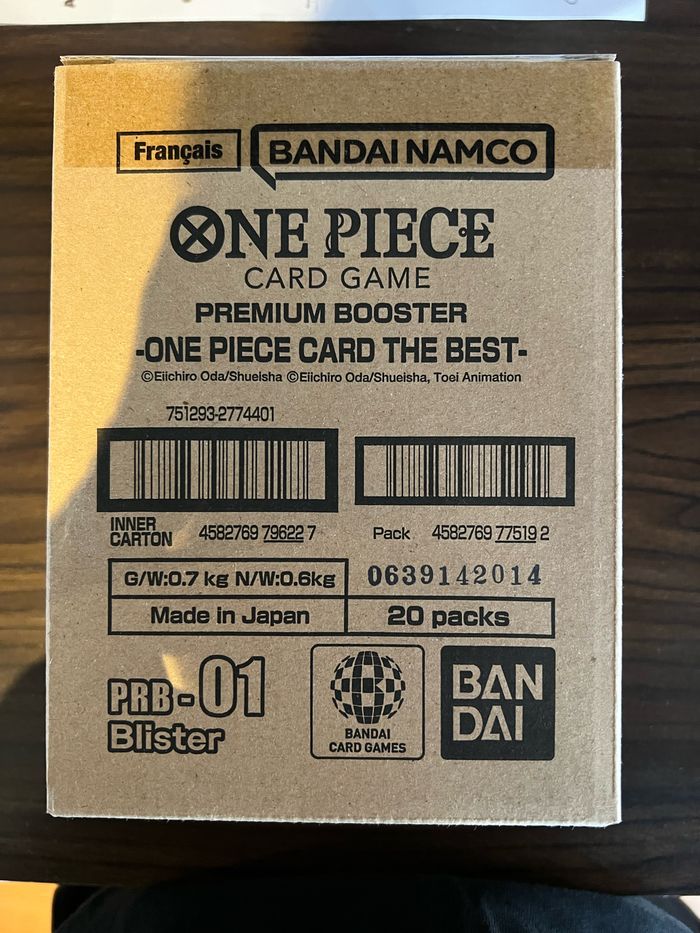 Français BANDAI NAMCO
ONE PIECE
CARD GAME
PREMIUM BOOSTER
-ONE PIECE CARD THE BEST-
©Eiichiro Oda/Shueisha ©Eiichiro Oda/Shueisha, Toei Animation
751293-2774401
INNER CARTON 4582769 79622 7 Pack 4582769 77519 2
G/W:0.7 kg N/W:0.6kg 0639142014
Made in Japan 20 packs
PRB-01
Blister
BANDAI
CARD GAMES
BAN
DAI